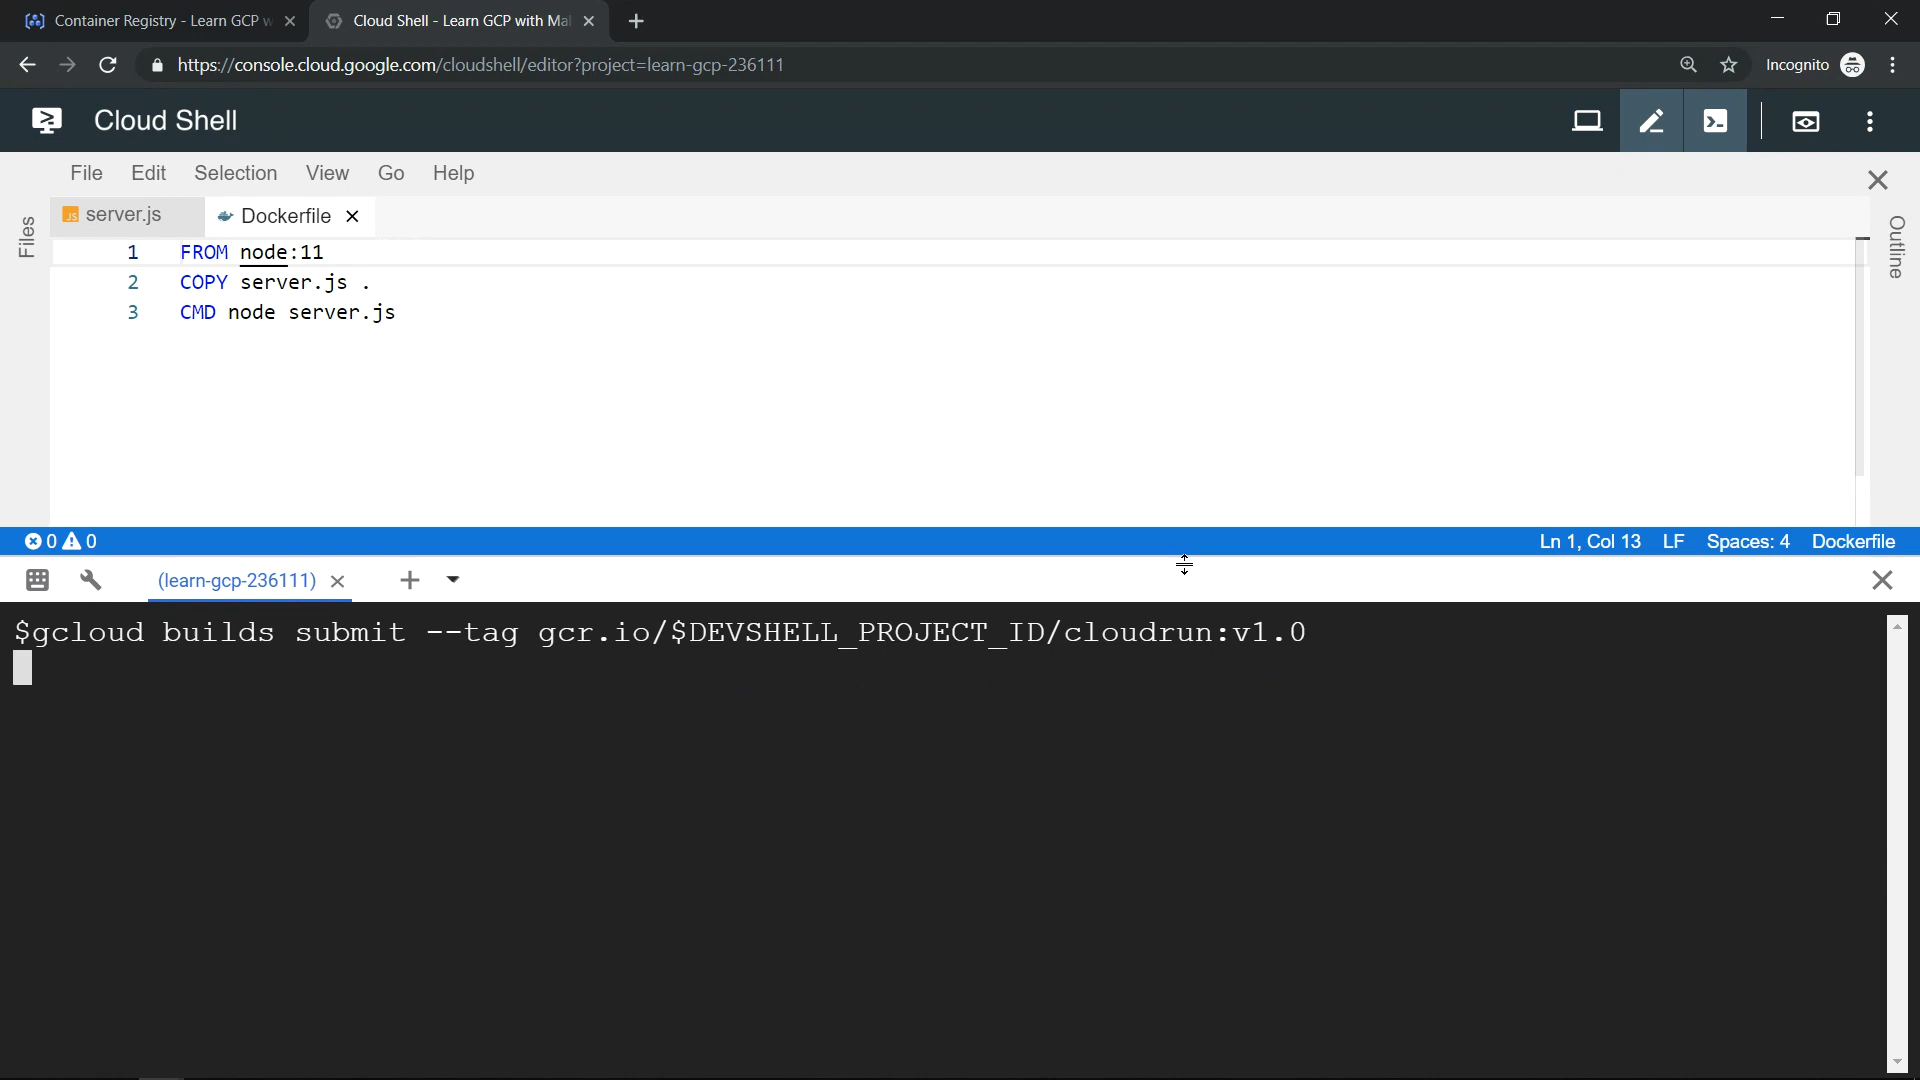 Container Registry - Learn GCP w
Cloud Shell - Learn GCP with Mal
https://console.cloud.google.com/cloudshell/editor?project=learn-gcp-236111
Incognito
Cloud Shell
File Edit Selection View Go Help
Files
server.js
Dockerfile
Outline
1 FROM node:11
2 COPY server.js .
3 CMD node server.js
0 0
Ln 1, Col 13 LF Spaces: 4 Dockerfile
(learn-gcp-236111)
$gcloud builds submit --tag gcr.io/$DEVSHELL_PROJECT_ID/cloudrun:v1.0